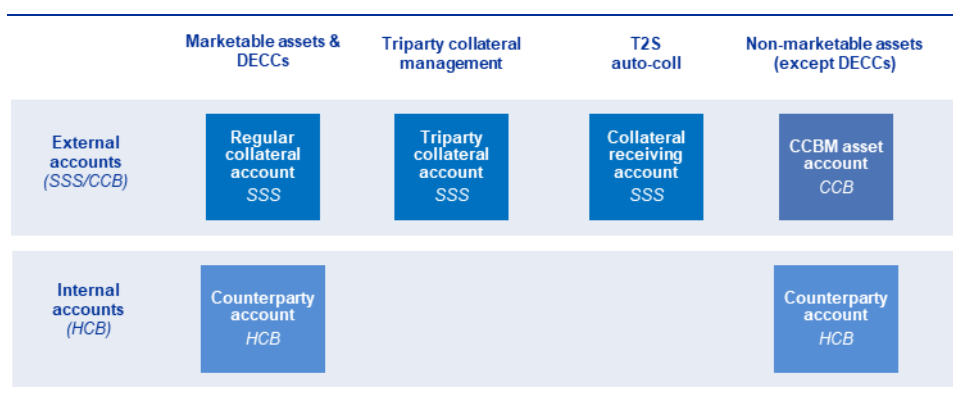 Marketable assets &
DECCs
Triparty collateral
management
T2S
auto-coll
Non-marketable assets
(except DECCs)
External
accounts
(SSS/CCB)
Regular
collateral
account
SSS
Triparty
collateral
account
SSS
Collateral
receiving
account
SSS
CCBM asset
account
CCB
Internal
accounts
(HCB)
Counterparty
account
HCB
Counterparty
account
HCB